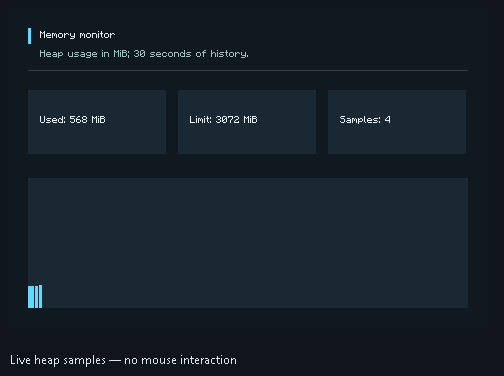 Memory monitor
Heap usage in MiB; 30 seconds of history.
Used: 568 MiB
Limit: 3072 MiB
Samples: 4
Live heap samples — no mouse interaction